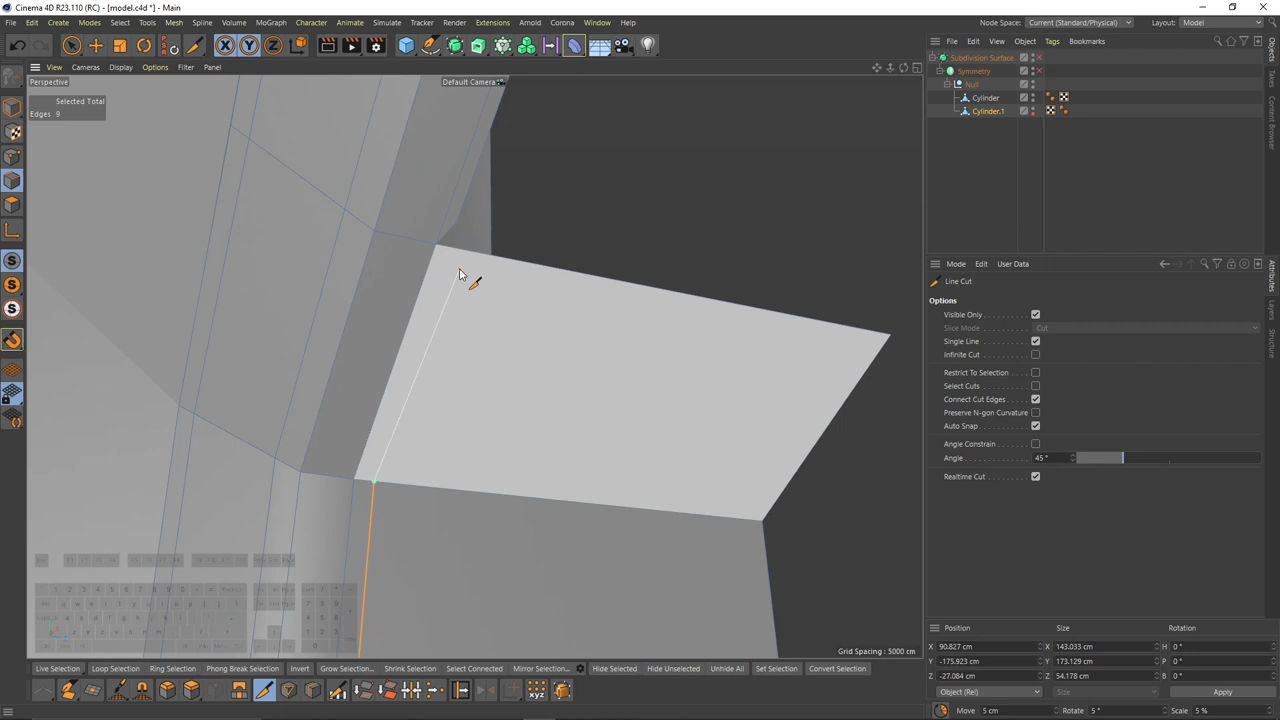 Cinema 4D R23.110 (RC) - [model.c4d *] - Main
File Edit Create Modes Select Tools Mesh Spline Volume MoGraph Character Animate Simulate Tracker Render Extensions Arnold Corona Window Help
Node Space: Current (Standard/Physical) Layout: Model
X Y Z
View Cameras Display Options Filter Panel
Perspective
Default Camera
Selected Total
Edges 9
File Edit View Object Tags Bookmarks
Subdivision Surface
Symmetry
Null
Cylinder
Cylinder.1
Objects
Takes
Content Browser
Mode Edit User Data
Line Cut
Options
Visible Only
Slice Mode Cut
Single Line
Infinite Cut
Restrict To Selection
Select Cuts
Connect Cut Edges
Preserve N-gon Curvature
Auto Snap
Angle Constrain
Angle 45 °
Realtime Cut
Attributes
Layers
Structure
Grid Spacing : 5000 cm
Position Size Rotation
X 90.827 cm X 143.033 cm H 0 °
Y -175.923 cm Y 173.129 cm P 0 °
Z -27.084 cm Z 54.178 cm B 0 °
Object (Rel) Size Apply
Move 5 cm Rotate 5 ° Scale 5 %
Live Selection Loop Selection Ring Selection Phong Break Selection Invert Grow Selection... Shrink Selection Select Connected Mirror Selection... Hide Selected Hide Unselected Unhide All Set Selection Convert Selection